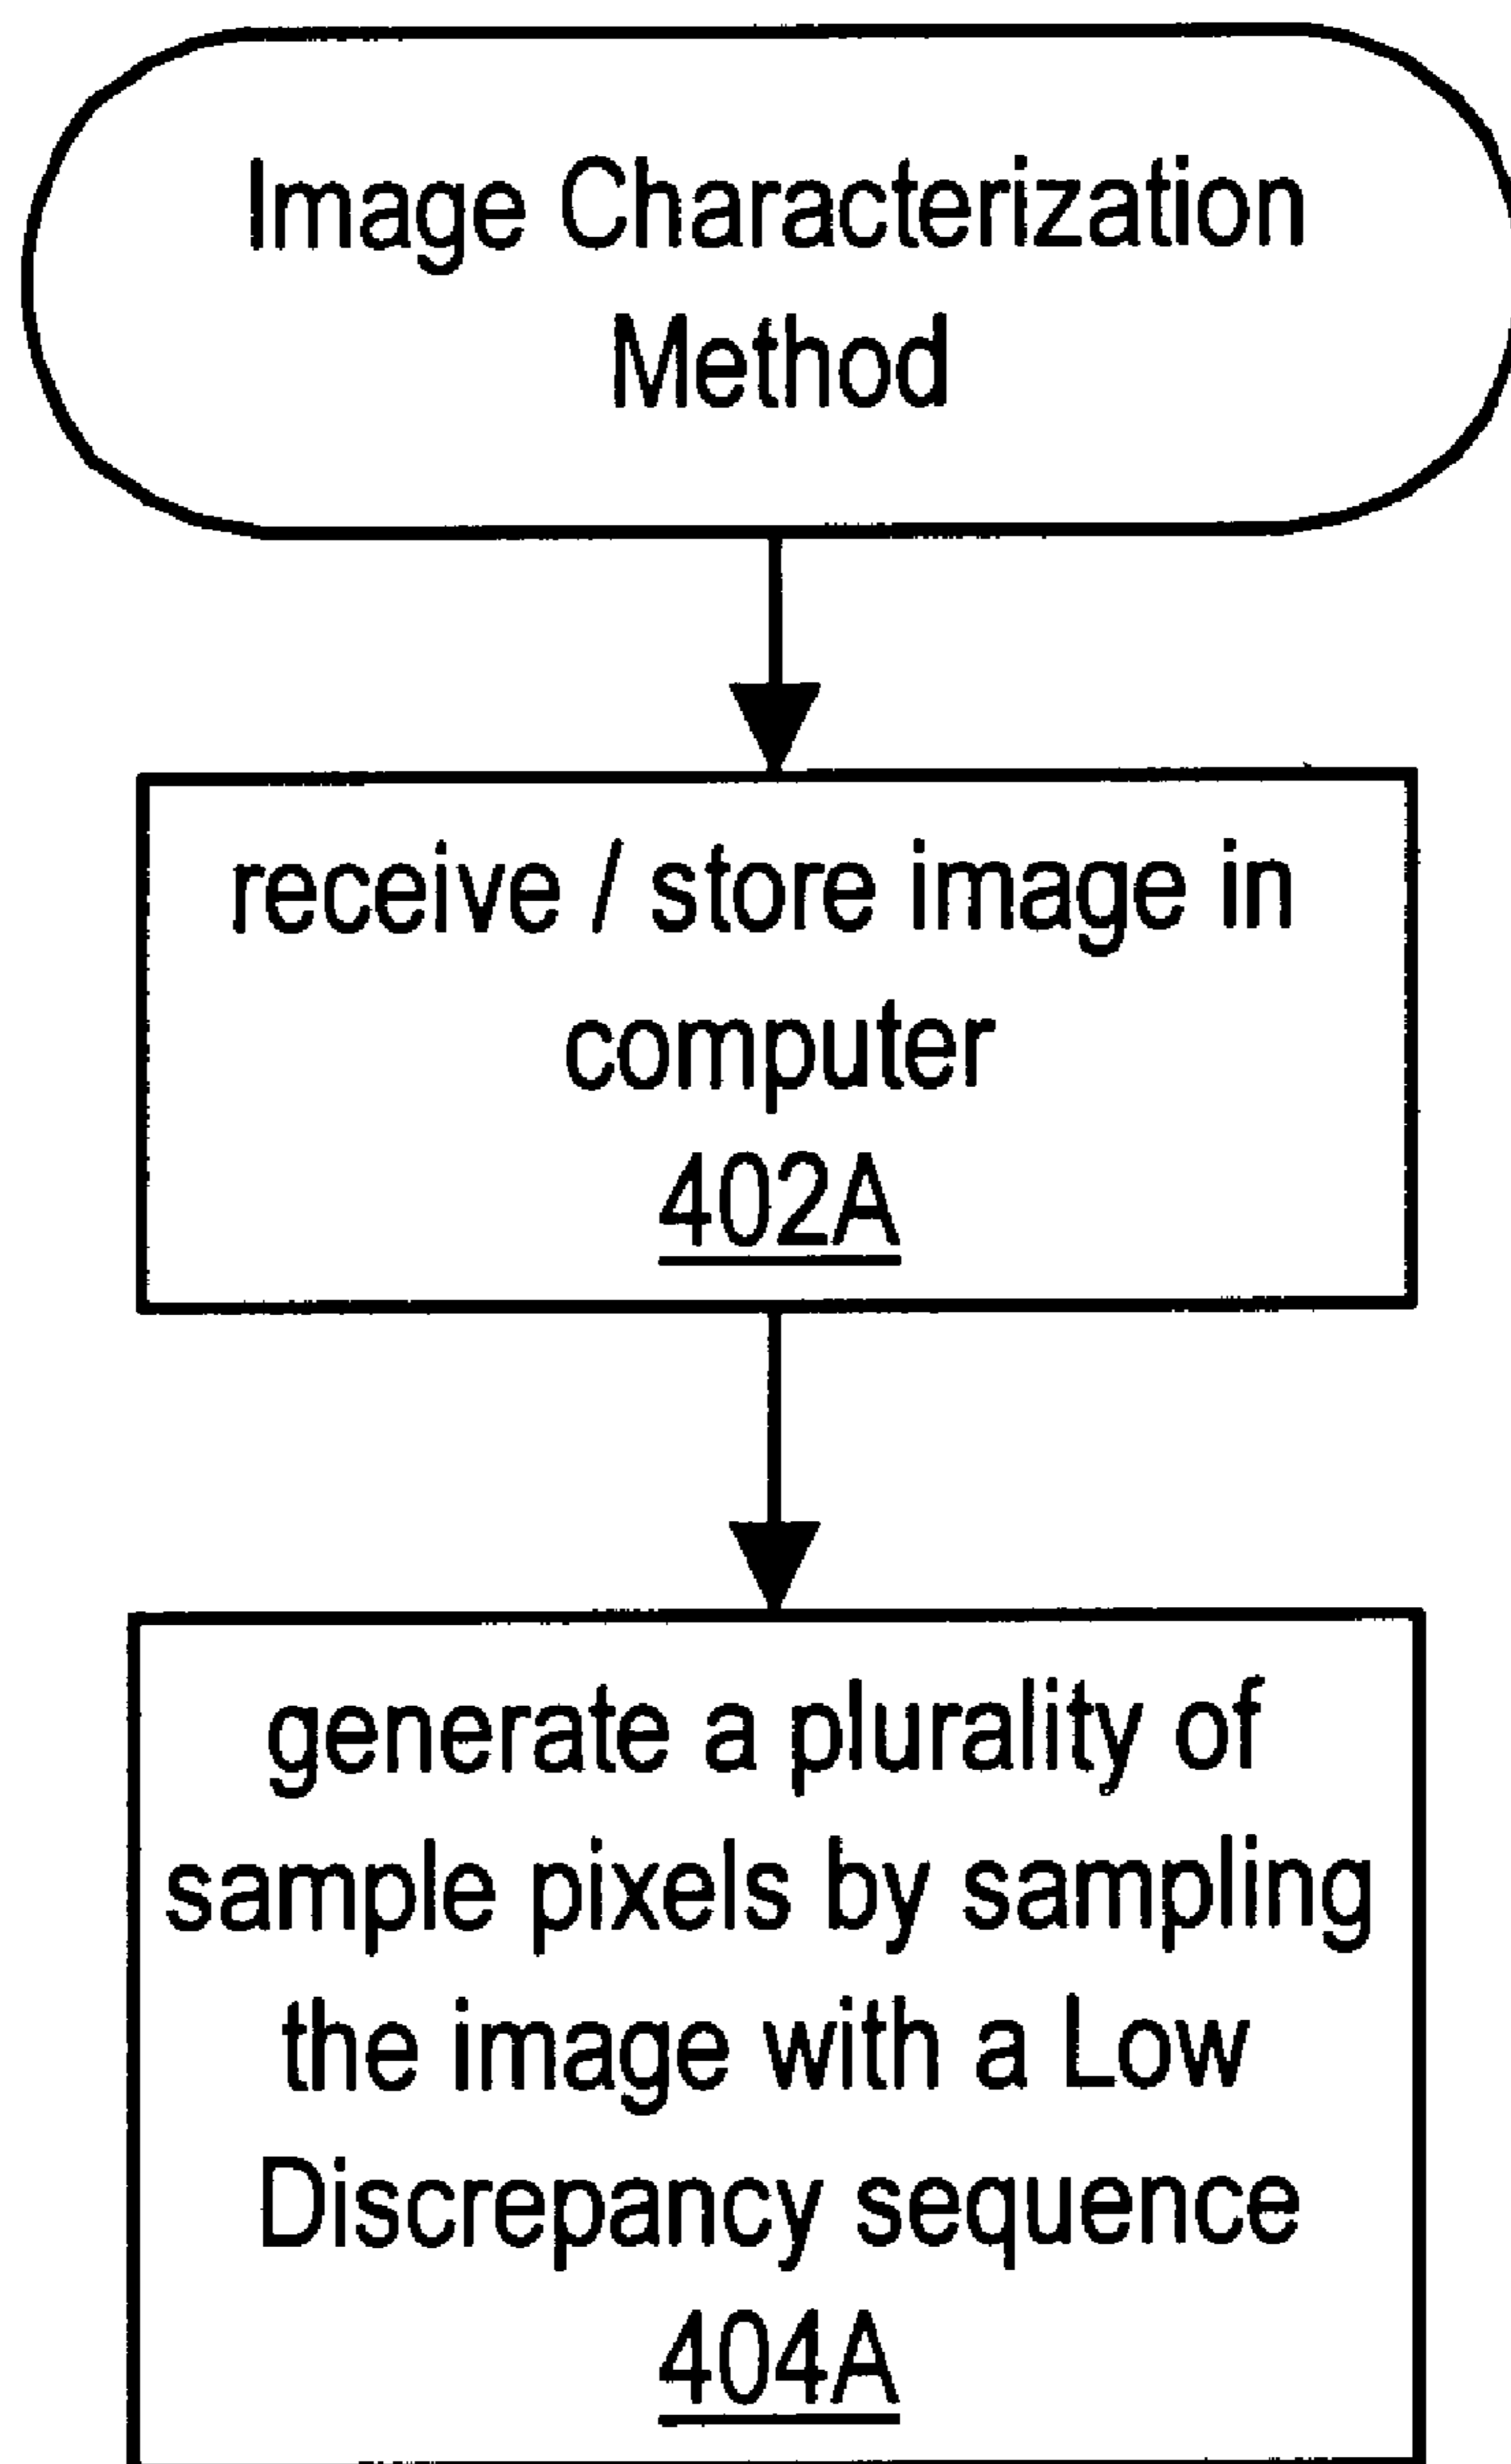 Image Characterization
Method
receive / store image in
computer
402A
generate a plurality of
sample pixels by sampling
the image with a Low
Discrepancy sequence
404A